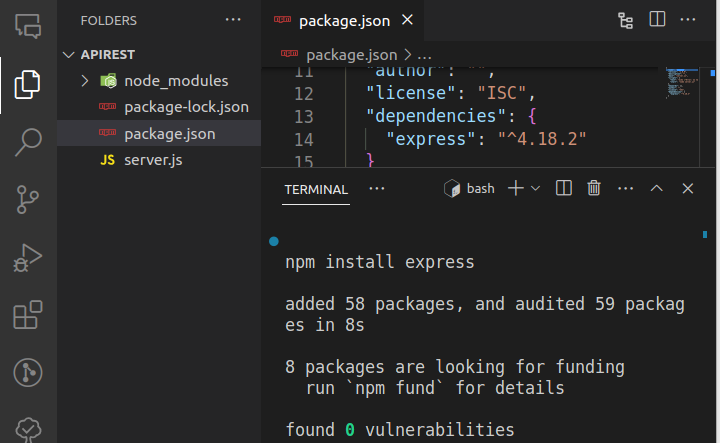 FOLDERS ...
APIREST
node_modules
package-lock.json
package.json
JS server.js
npm package.json
package.json > ...
11 "author": "",
12 "license": "ISC",
13 "dependencies": {
14 "express": "^4.18.2"
15 }
TERMINAL ... bash ...
npm install express
added 58 packages, and audited 59 packag
es in 8s
8 packages are looking for funding
run `npm fund` for details
found 0 vulnerabilities